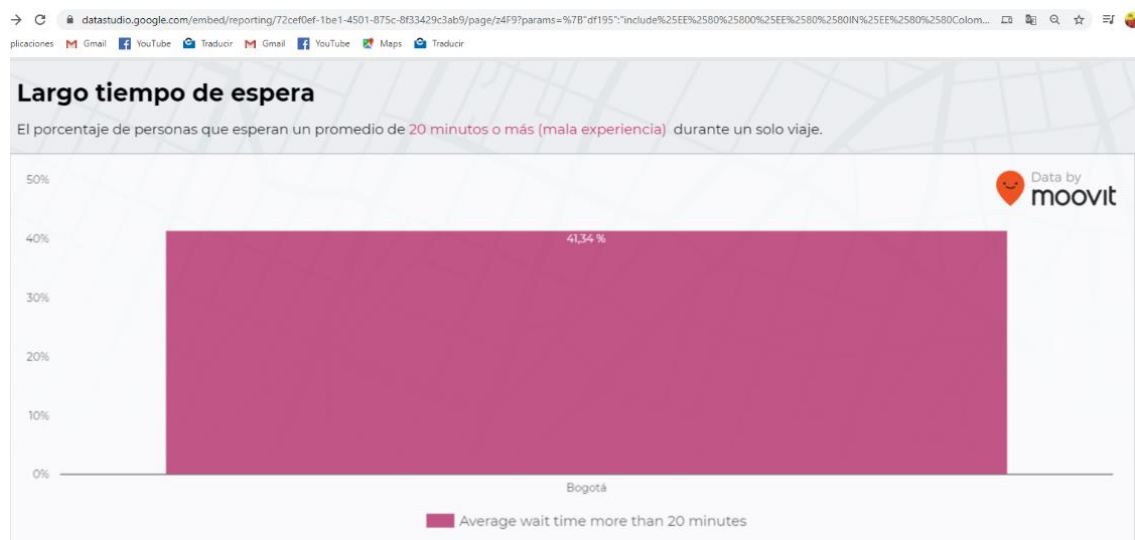 datastudio.google.com/embed/reporting/72cef0ef-1be1-4501-875c-8f33429c3ab9/page/z4F9?params=%7B"df195":"include%25EE%2580%25800%25EE%2580%2580IN%25EE%2580%2580Colom...
plicaciones Gmail YouTube Traducir Gmail YouTube Maps Traducir
Largo tiempo de espera
El porcentaje de personas que esperan un promedio de 20 minutos o más (mala experiencia) durante un solo viaje.
50%
Data by
moovit
40%
41,34 %
30%
20%
10%
0%
Bogotá
Average wait time more than 20 minutes